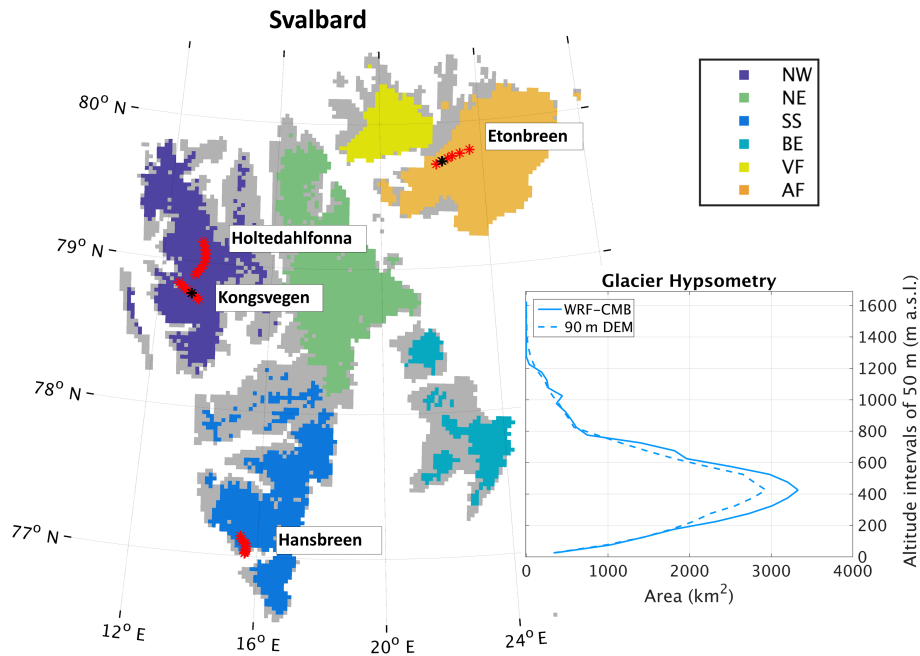 Svalbard
NW
NE
SS
BE
VF
AF
80° N
79° N
78° N
77° N
12° E
16° E
20° E
24° E
Etonbreen
Holtedahlfonna
Kongsvegen
Hansbreen
Glacier Hypsometry
WRF-CMB
90 m DEM
1600
1400
1200
1000
800
600
400
200
0
Altitude intervals of 50 m (m a.s.l.)
0
1000
2000
3000
4000
Area (km²)